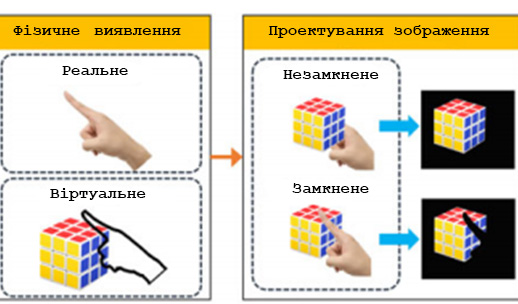 Фізичне виявлення
Реальне
Віртуальне
Проектування зображення
Незамкнене
Замкнене